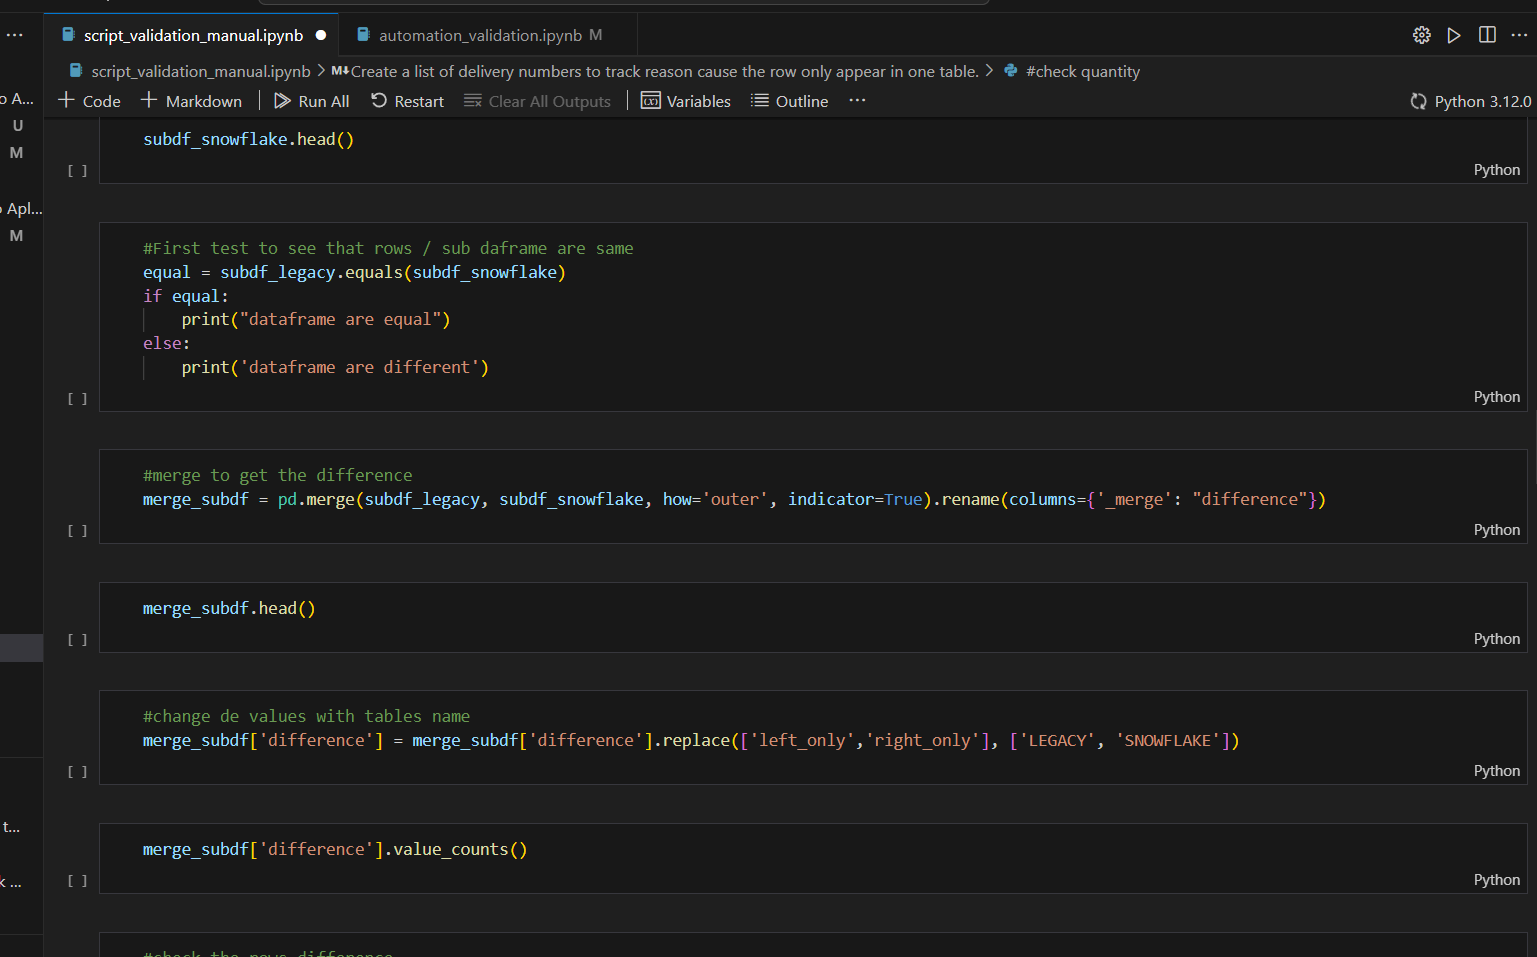 script_validation_manual.ipynb
automation_validation.ipynb M
script_validation_manual.ipynb > M↓Create a list of delivery numbers to track reason cause the row only appear in one table. > #check quantity
+ Code + Markdown | Run All Restart Clear All Outputs | Variables Outline ...
Python 3.12.0
o A...
U
M
Apl...
M
t...
k ...
subdf_snowflake.head()
[ ]
Python
#First test to see that rows / sub daframe are same
equal = subdf_legacy.equals(subdf_snowflake)
if equal:
    print("dataframe are equal")
else:
    print('dataframe are different')
[ ]
Python
#merge to get the difference
merge_subdf = pd.merge(subdf_legacy, subdf_snowflake, how='outer', indicator=True).rename(columns={'_merge': "difference"})
[ ]
Python
merge_subdf.head()
[ ]
Python
#change de values with tables name
merge_subdf['difference'] = merge_subdf['difference'].replace(['left_only','right_only'], ['LEGACY', 'SNOWFLAKE'])
[ ]
Python
merge_subdf['difference'].value_counts()
[ ]
Python
#check the rows difference